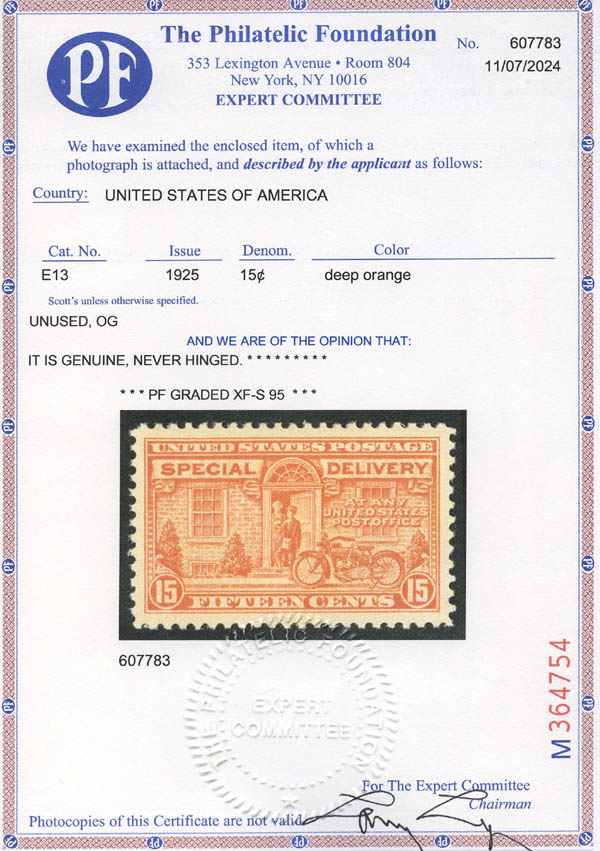 PF
The Philatelic Foundation
No. 607783
353 Lexington Avenue • Room 804
11/07/2024
New York, NY 10016
EXPERT COMMITTEE
We have examined the enclosed item, of which a
photograph is attached, and described by the applicant as follows:
Country: UNITED STATES OF AMERICA
Cat. No. Issue Denom. Color
E13 1925 15¢ deep orange
Scott's unless otherwise specified.
UNUSED, OG
AND WE ARE OF THE OPINION THAT:
IT IS GENUINE, NEVER HINGED. * * * * * * * * *
* * * PF GRADED XF-S 95 * * *
UNITED STATES POSTAGE
SPECIAL DELIVERY
AT ANY
UNITED STATES
POST OFFICE
15 15
FIFTEEN CENTS
607783
THE PHILATELIC FOUNDATION
EXPERT
COMMITTEE
M 364754
For The Expert Committee
Chairman
Photocopies of this Certificate are not valid